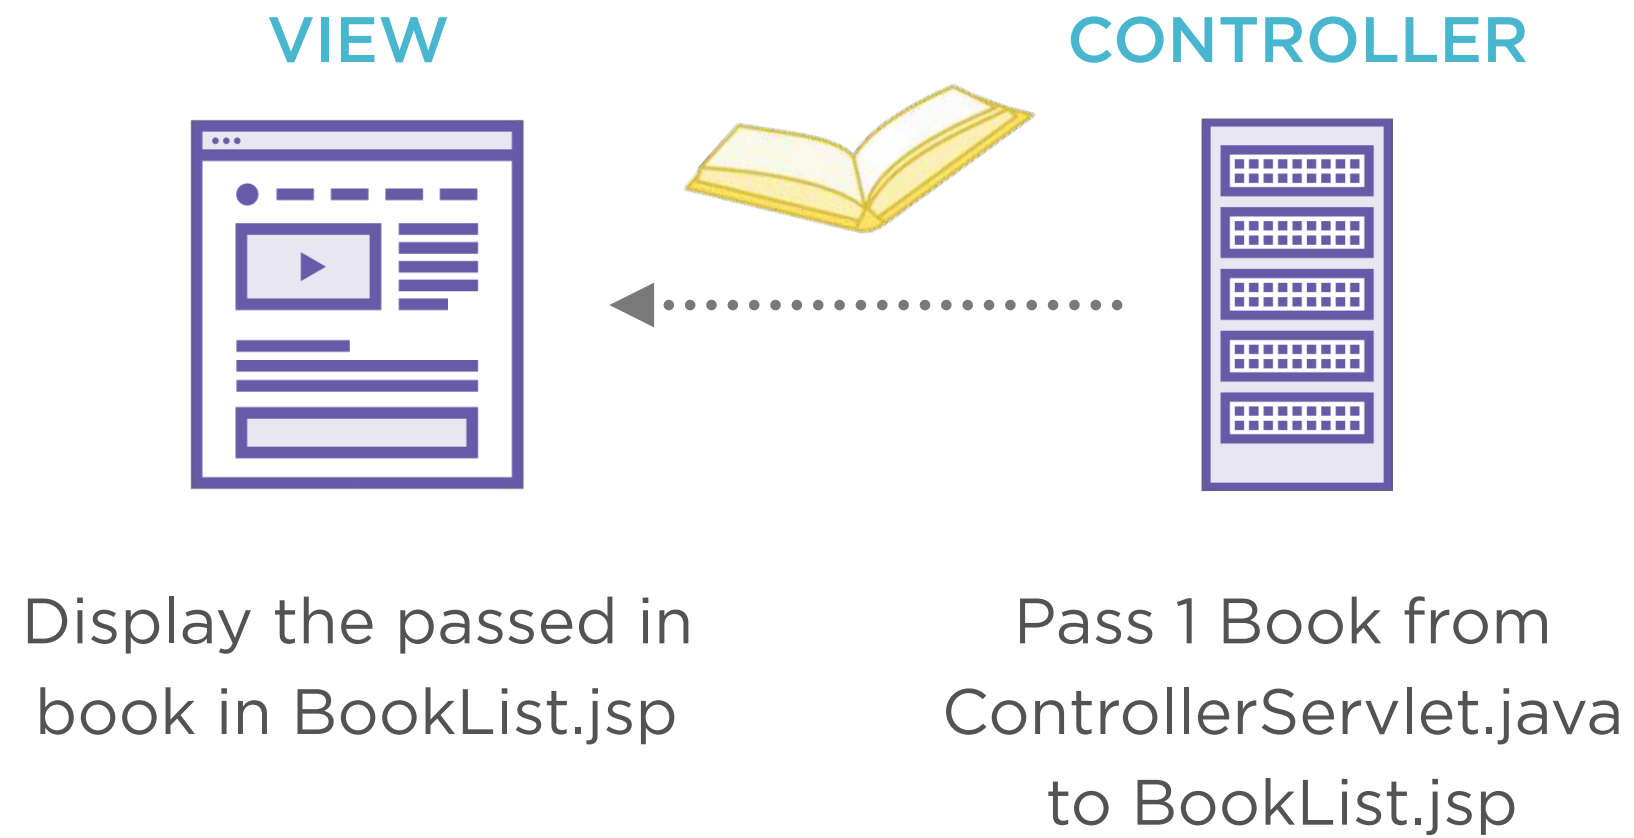 VIEW
CONTROLLER
Display the passed in
book in BookList.jsp
Pass 1 Book from
ControllerServlet.java
to BookList.jsp